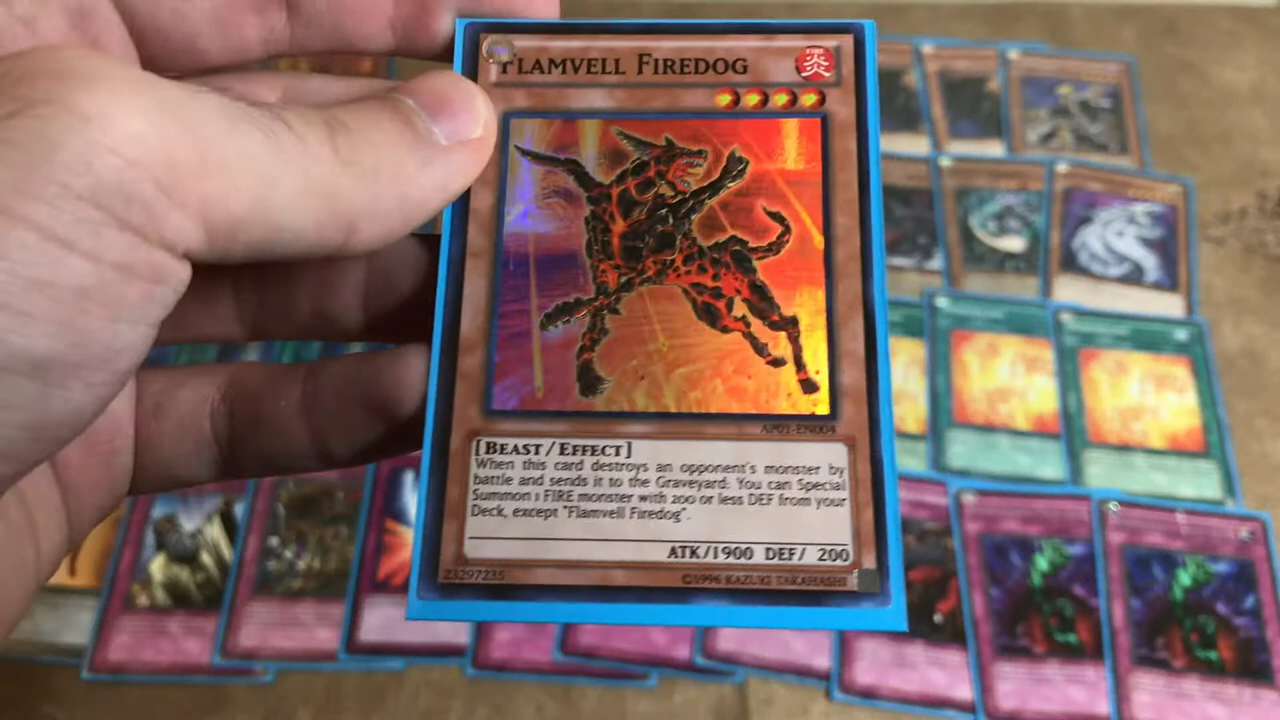 FLAMVELL FIREDOG
FIRE
炎
AP01-EN004
[BEAST/EFFECT]
When this card destroys an opponent's monster by
battle and sends it to the Graveyard: You can Special
Summon 1 FIRE monster with 200 or less DEF from your
Deck, except "Flamvell Firedog".
ATK/1900 DEF/ 200
23297235
©1996 KAZUKI TAKAHASHI